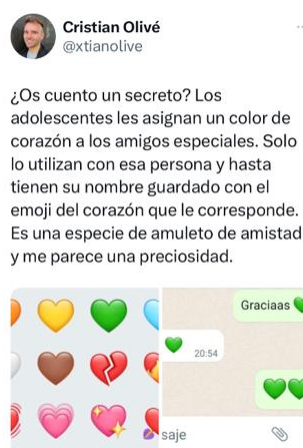 Cristian Olivé
@xtianolive
¿Os cuento un secreto? Los
adolescentes les asignan un color de
corazón a los amigos especiales. Solo
lo utilizan con esa persona y hasta
tienen su nombre guardado con el
emoji del corazón que le corresponde.
Es una especie de amuleto de amistad
y me parece una preciosidad.
Graciaas 💚
💚 20:54
💚💚
saje